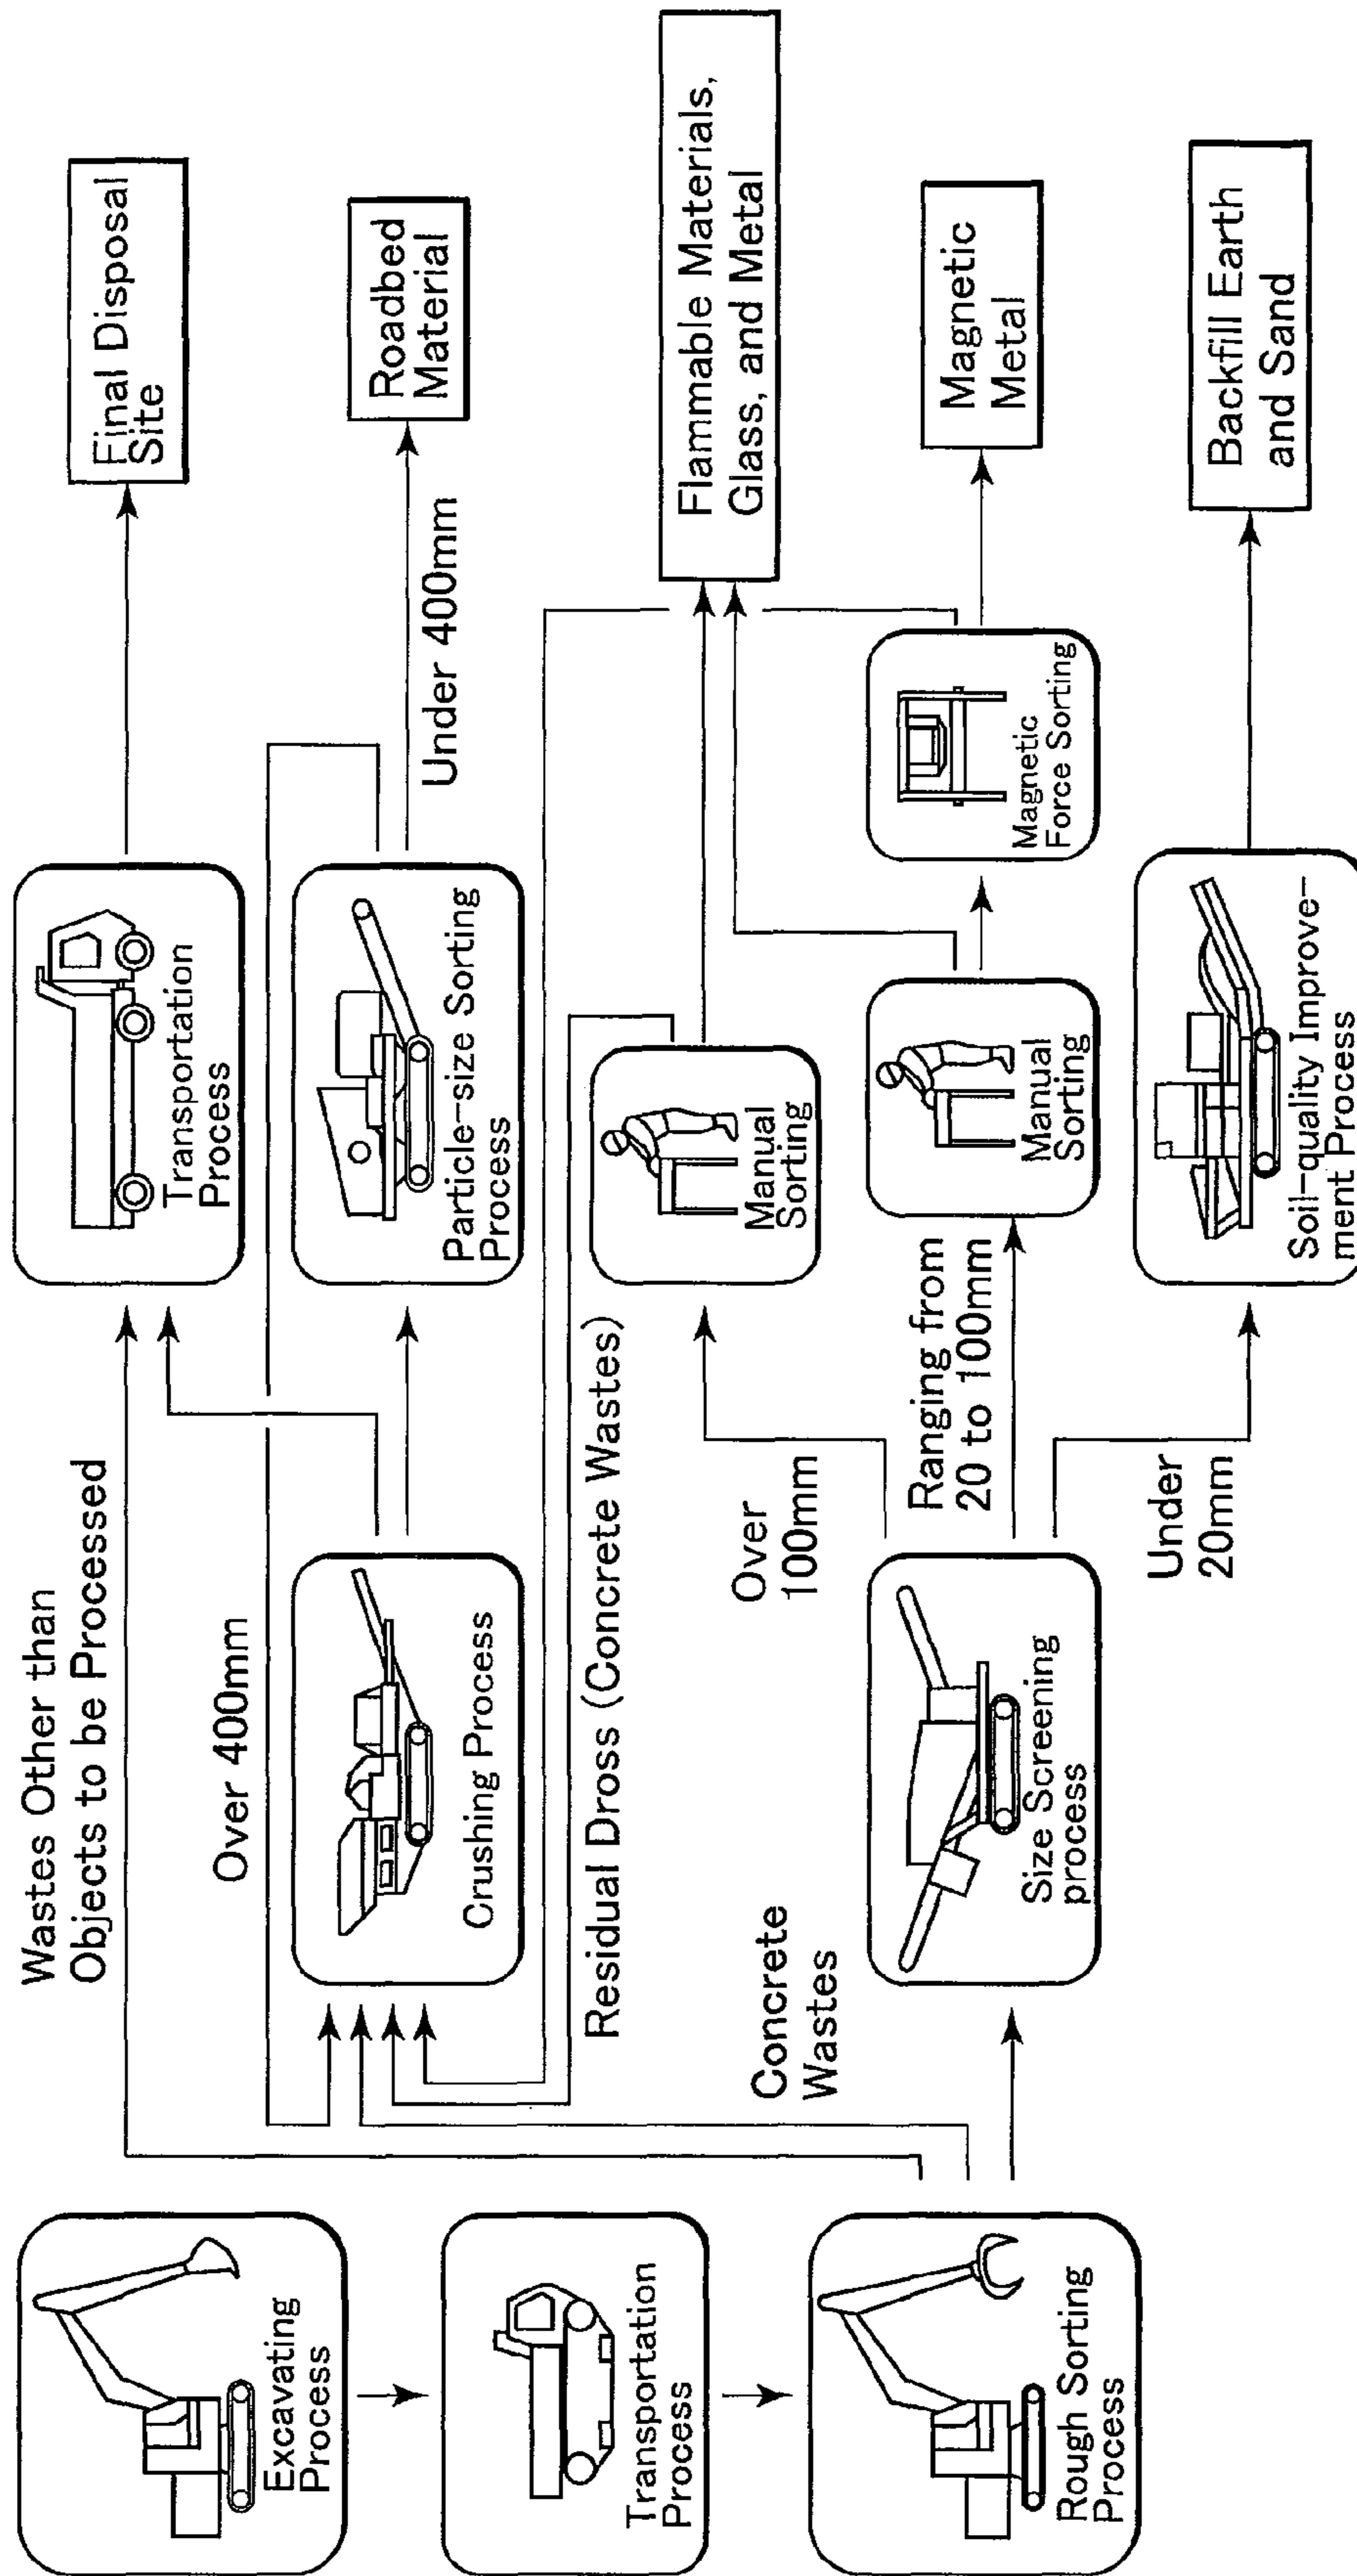 Excavating
Process
Transportation
Process
Rough Sorting
Process
Wastes Other than
Objects to be Processed
Over 400mm
Crushing Process
Residual Dross (Concrete Wastes)
Concrete
Wastes
Size Screening
process
Over
100mm
Ranging from
20 to 100mm
Under
20mm
Transportation
Process
Particle-size Sorting
Process
Manual
Sorting
Manual
Sorting
Soil-quality Improve-
ment Process
Under 400mm
Magnetic
Force Sorting
Final Disposal
Site
Roadbed
Material
Flammable Materials,
Glass, and Metal
Magnetic
Metal
Backfill Earth
and Sand